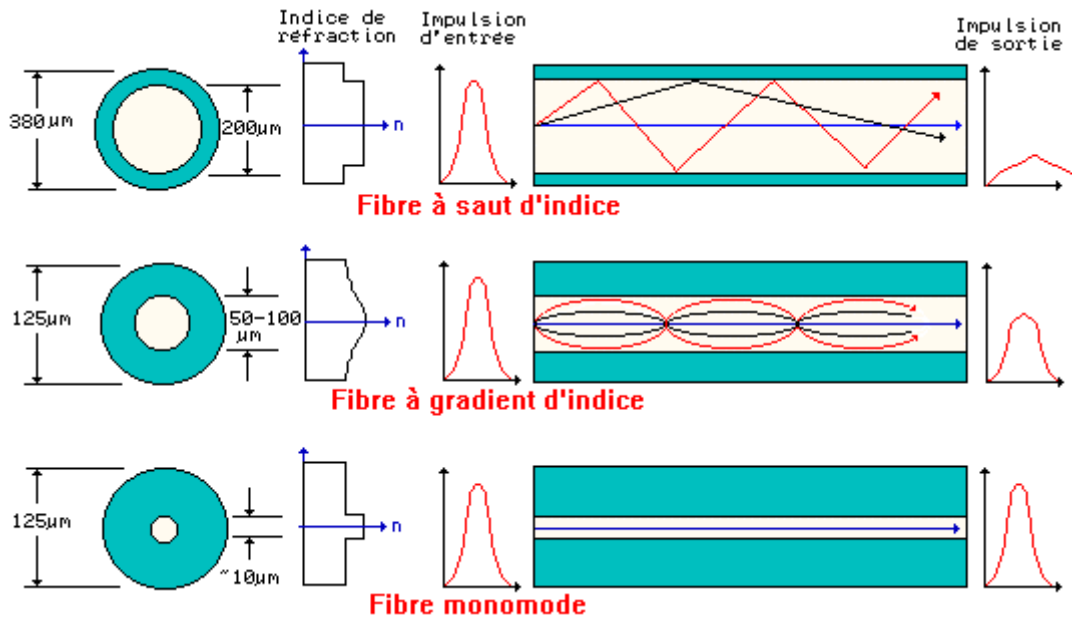 Indice de
réfraction
Impulsion
d'entrée
Impulsion
de sortie
380µm
200µm
n
Fibre à saut d'indice
125µm
50-100
µm
n
Fibre à gradient d'indice
125µm
~10µm
n
Fibre monomode